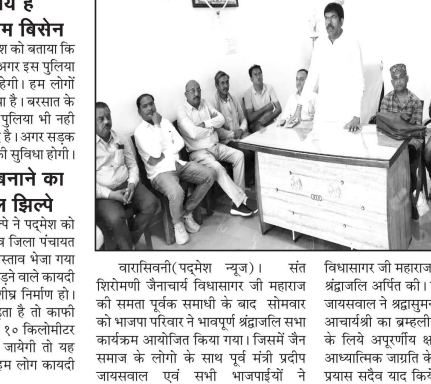 म बिसेन
श को बताया कि
अगर इस पुलिया
हेगी। हम लोगों
या है। बरसात के
पुलिया भी नही
है। अगर सड़क
की सुविधा होगी।
बनाने का
झिल्पे
ल्पे ने पद्मेश को
व जिला पंचायत
स्ताव भेजा गया
ड़ने वाले कायदी
शीघ्र निर्माण हो।
ड़ता है तो काफी
१० किलोमीटर
जायेगी तो यह
हम लोग कायदी
वारासिवनी(पद्मेश न्यूज)। संत
शिरोमणी जैनाचार्य विधासागर जी महाराज
की समता पूर्वक समाधी के बाद सोमवार
को भाजपा परिवार ने भावपूर्ण श्रंद्धाजलि सभा
कार्यक्रम आयोजित किया गया। जिसमें जैन
समाज के लोगो के साथ पूर्व मंत्री प्रदीप
जायसवाल एवं सभी भाजपाईयों ने
विधासागर जी महाराज
श्रंद्धाजलि अर्पित की।
जायसवाल ने श्रद्वासुमन
आचार्यश्री का ब्रम्हली
के लिये अपूरर्णीय क्ष
आध्यात्मिक जाग्रति के
प्रयास सदैव याद किये